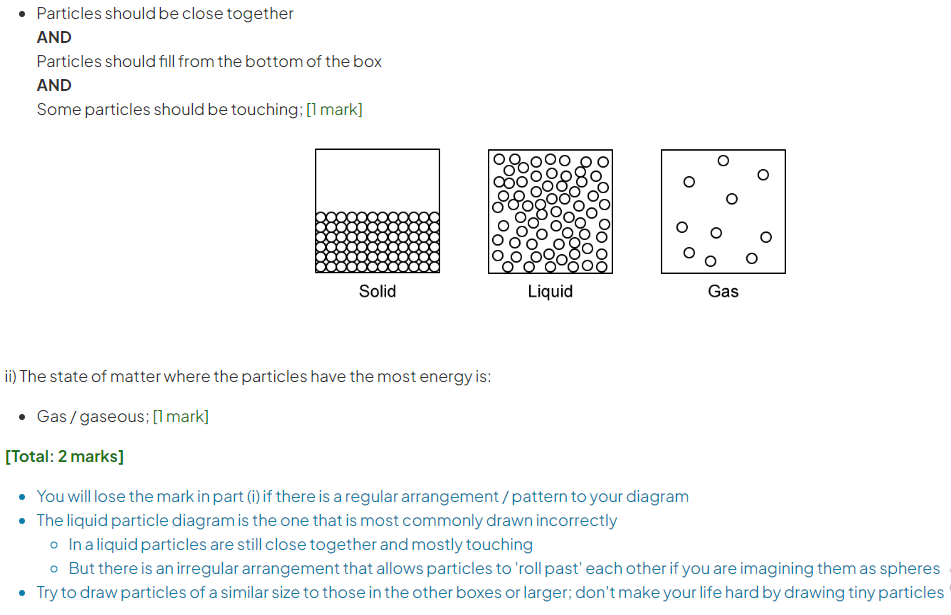 • Particles should be close together
AND
Particles should fill from the bottom of the box
AND
Some particles should be touching; [1 mark]
Solid
Liquid
Gas
ii) The state of matter where the particles have the most energy is:
• Gas / gaseous; [1 mark]
[Total: 2 marks]
• You will lose the mark in part (i) if there is a regular arrangement / pattern to your diagram
• The liquid particle diagram is the one that is most commonly drawn incorrectly
◦ In a liquid particles are still close together and mostly touching
◦ But there is an irregular arrangement that allows particles to 'roll past' each other if you are imagining them as spheres
• Try to draw particles of a similar size to those in the other boxes or larger; don't make your life hard by drawing tiny particles